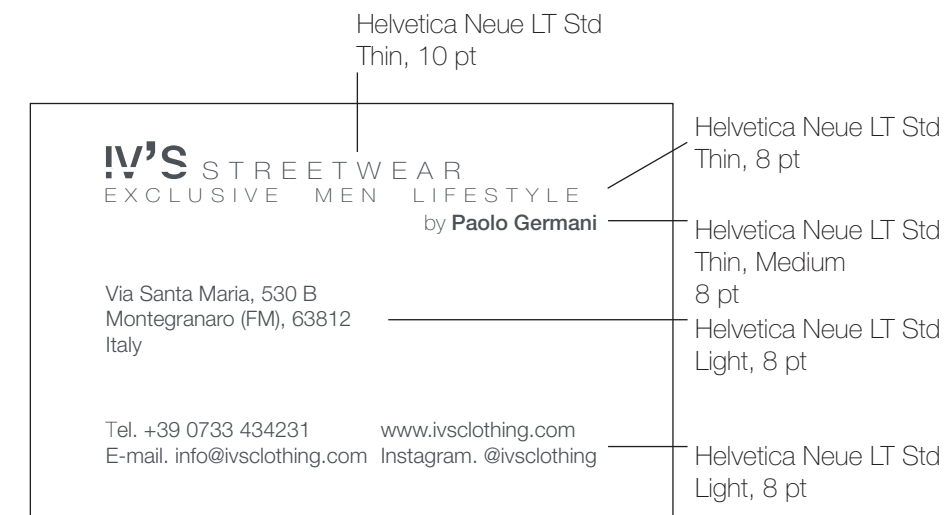 Helvetica Neue LT Std
Thin, 10 pt
IV'S STREETWEAR
EXCLUSIVE MEN LIFESTYLE
by Paolo Germani
Via Santa Maria, 530 B
Montegranaro (FM), 63812
Italy
Tel. +39 0733 434231 www.ivsclothing.com
E-mail. info@ivsclothing.com Instagram. @ivsclothing
Helvetica Neue LT Std
Thin, 8 pt
Helvetica Neue LT Std
Thin, Medium
8 pt
Helvetica Neue LT Std
Light, 8 pt
Helvetica Neue LT Std
Light, 8 pt